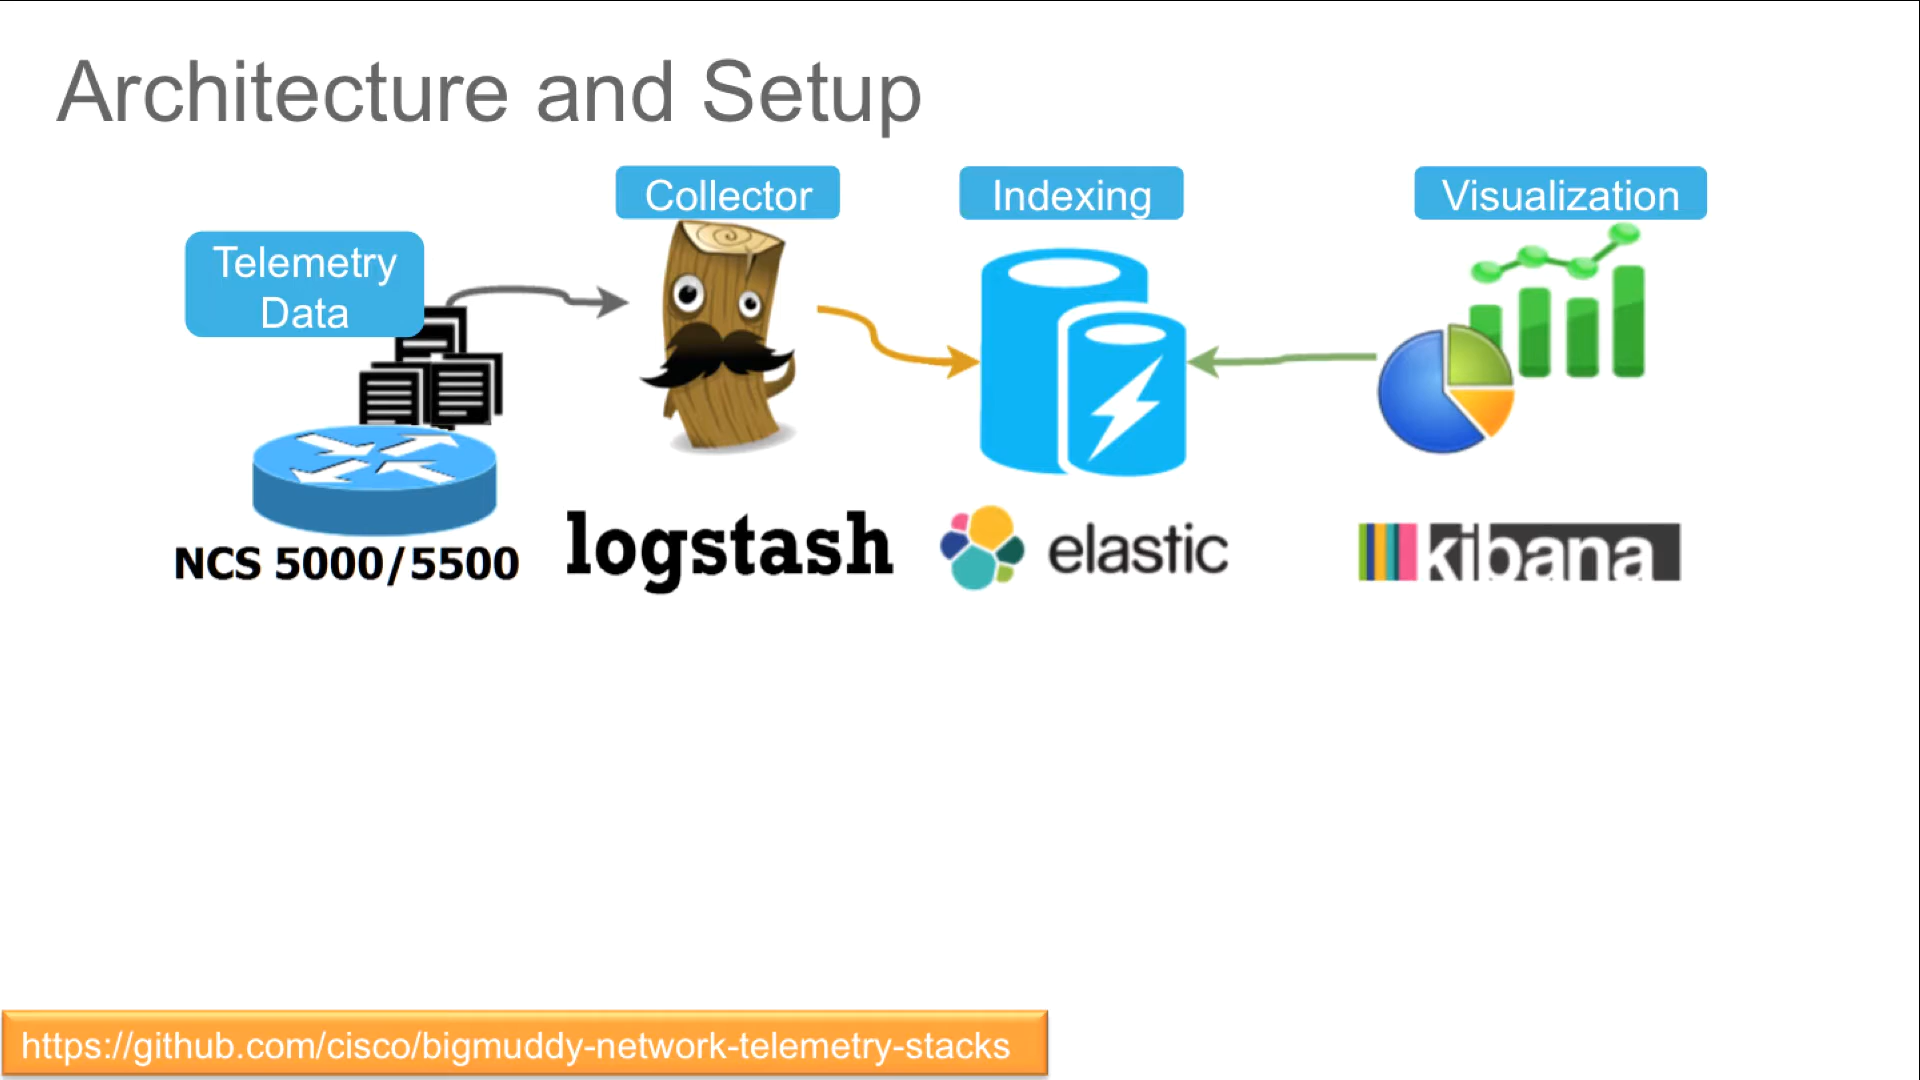 Architecture and Setup
Collector
Indexing
Visualization
Telemetry
Data
NCS 5000/5500
logstash
elastic
kibana
https://github.com/cisco/bigmuddy-network-telemetry-stacks